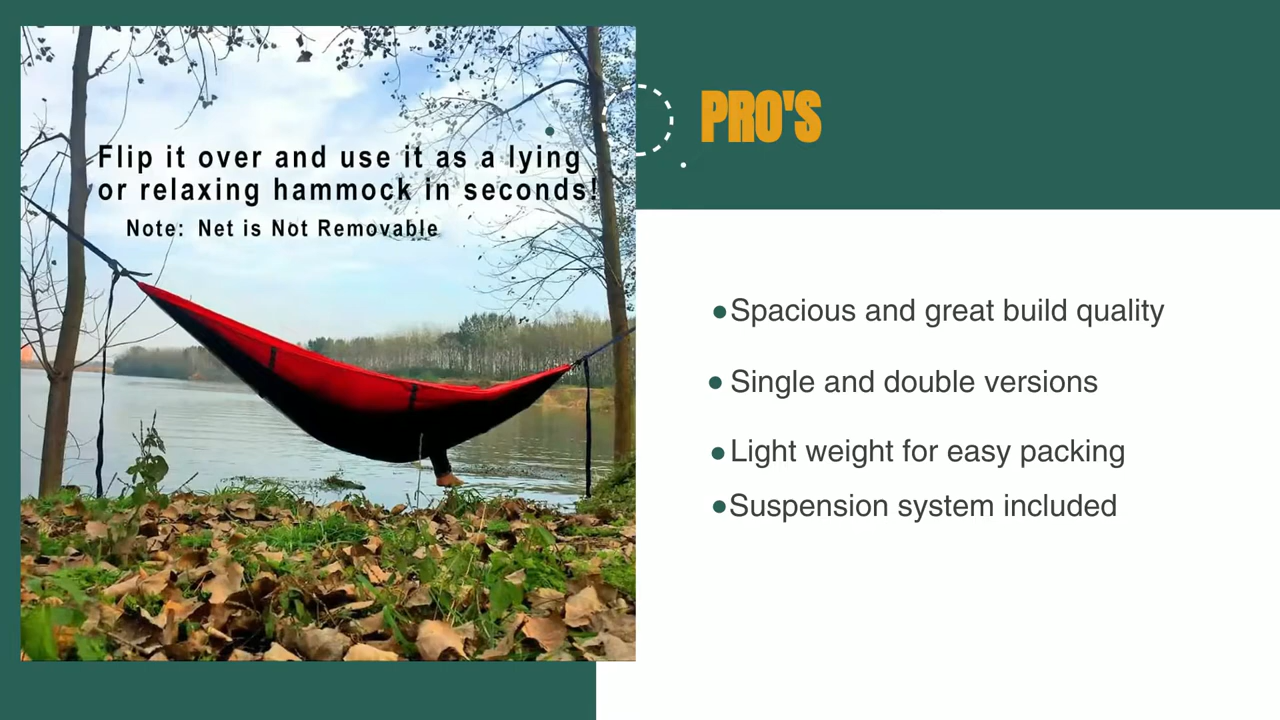 Flip it over and use it as a lying
or relaxing hammock in seconds!
Note: Net is Not Removable
PRO'S
•Spacious and great build quality
• Single and double versions
•Light weight for easy packing
•Suspension system included